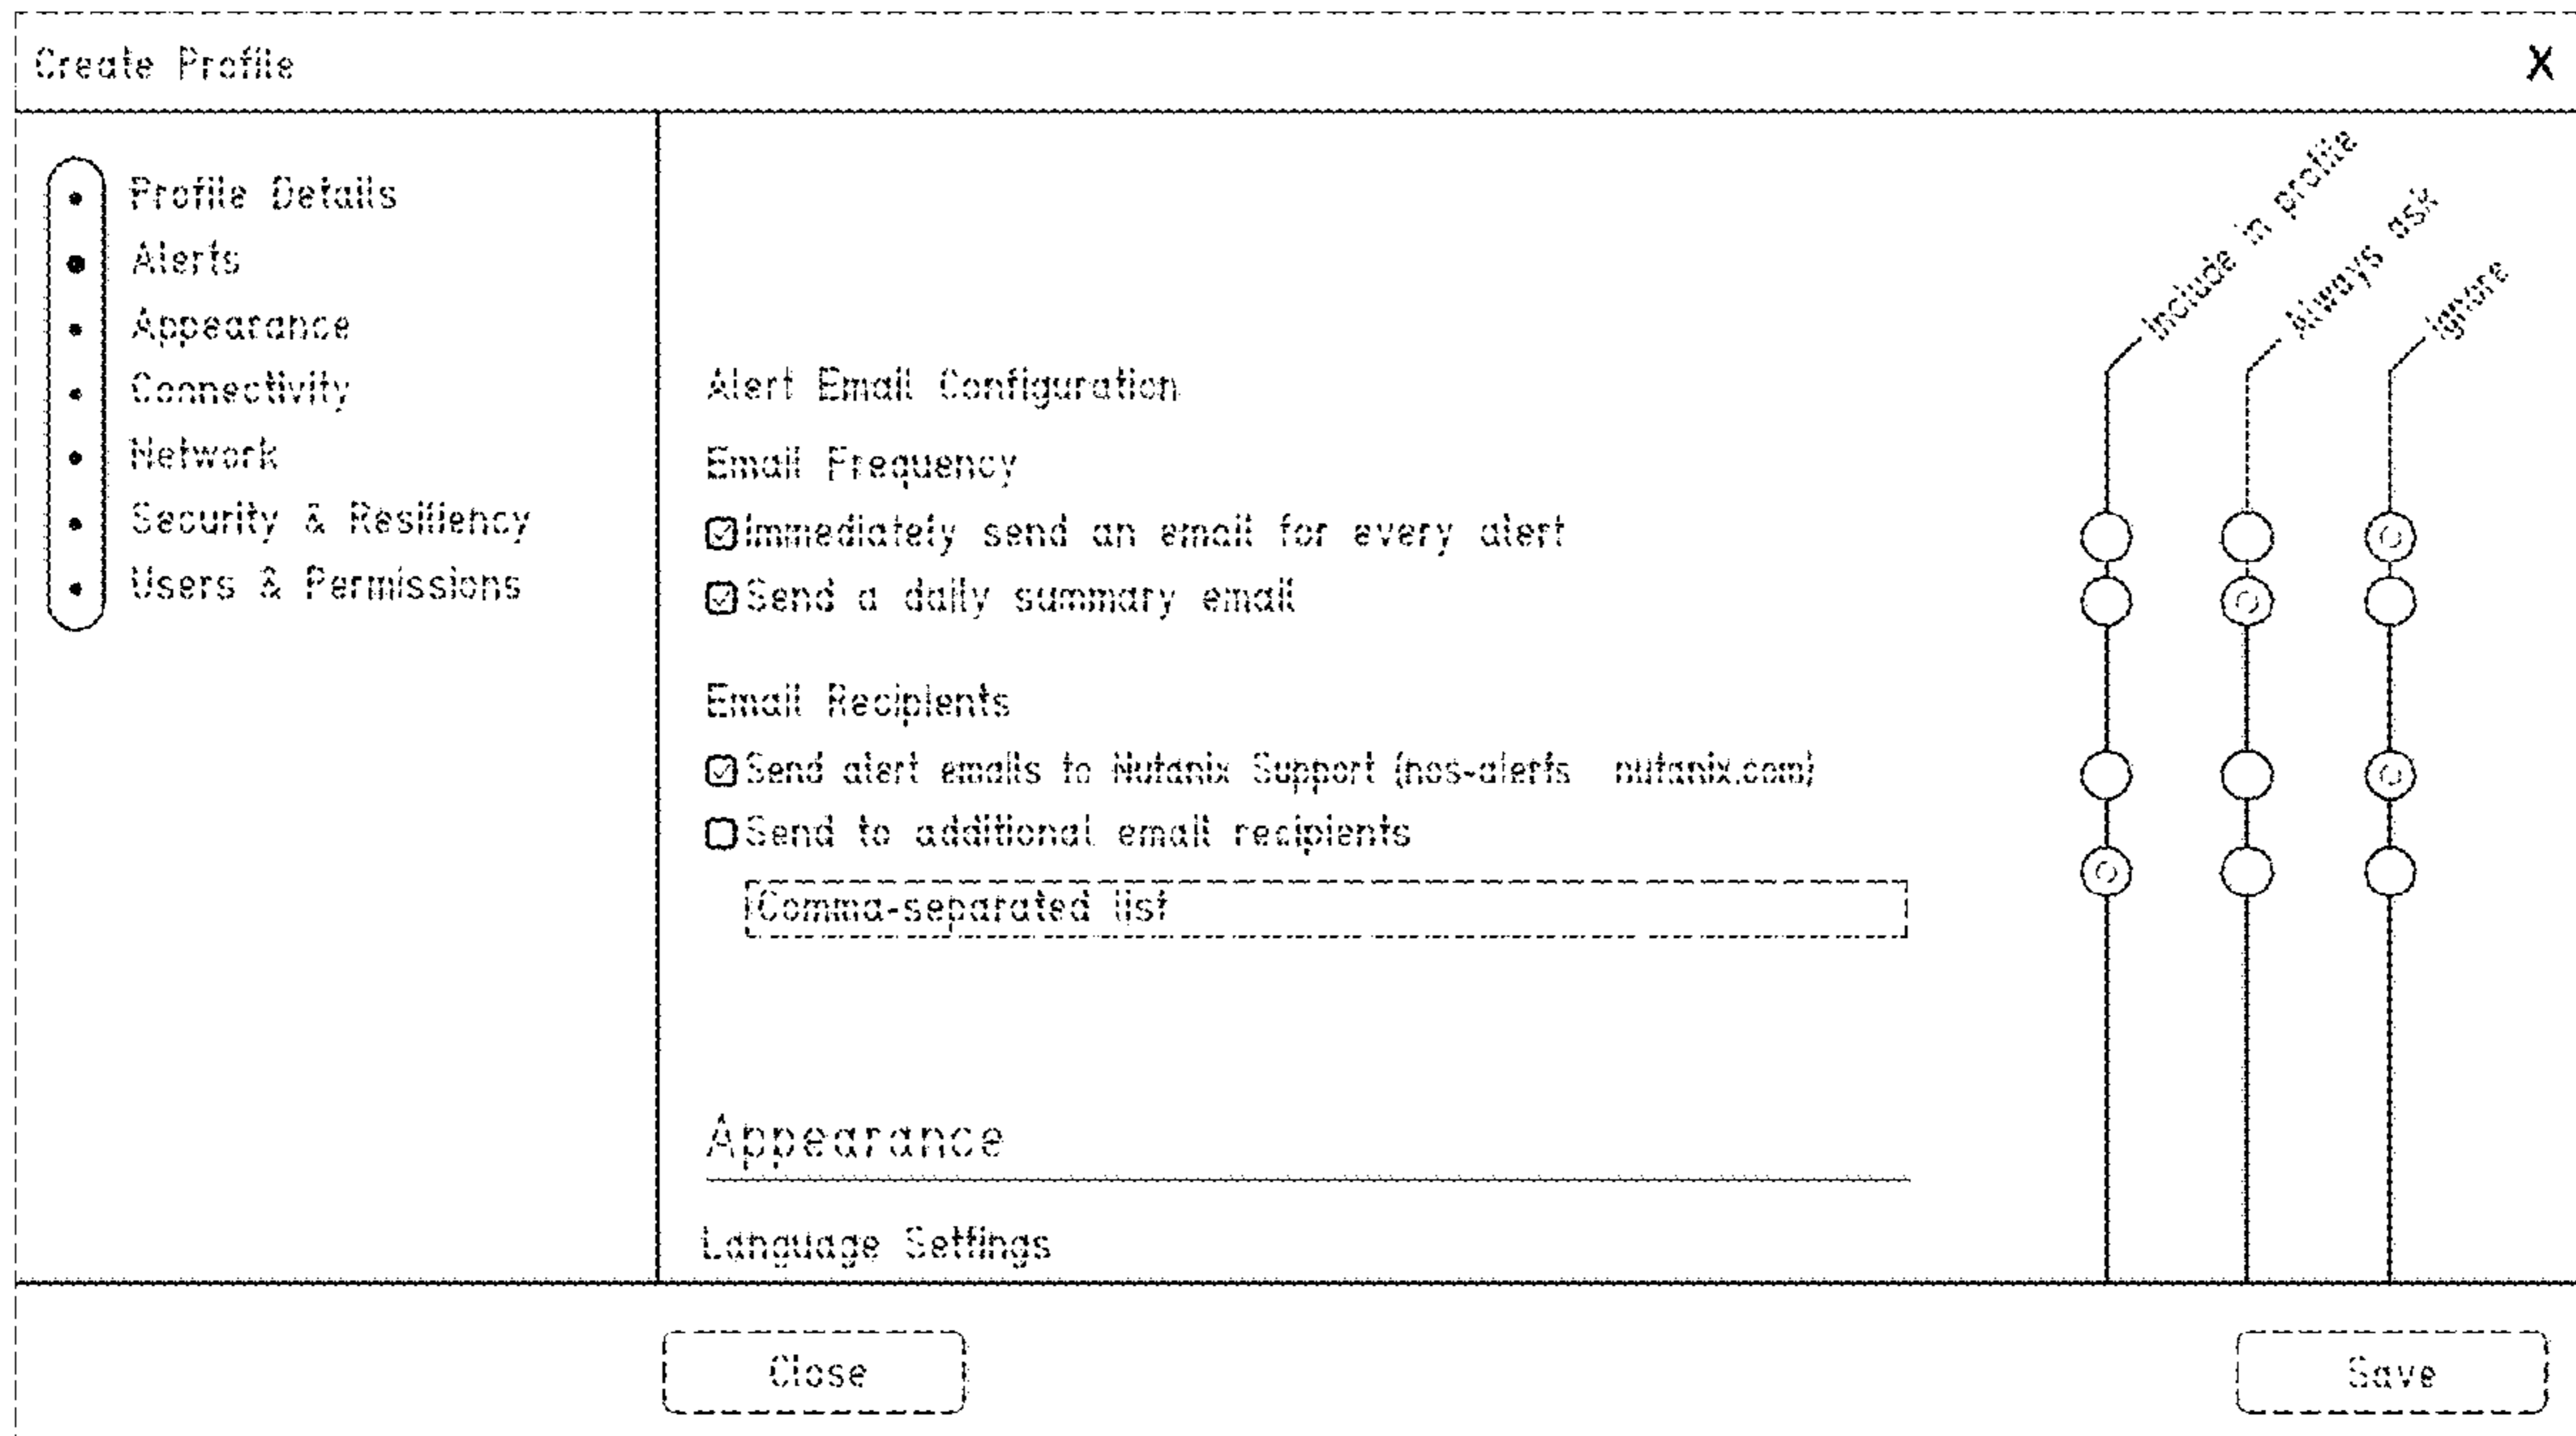 Create Profile X
Profile Details
Alerts
Appearance
Connectivity
Network
Security & Resiliency
Users & Permissions
Include in profile
Always ask
Ignore
Alert Email Configuration
Email Frequency
Immediately send an email for every alert
Send a daily summary email
Email Recipients
Send alert emails to Nutanix Support (nos-alerts nutanix.com)
Send to additional email recipients
Comma-separated list
Appearance
Language Settings
Close Save